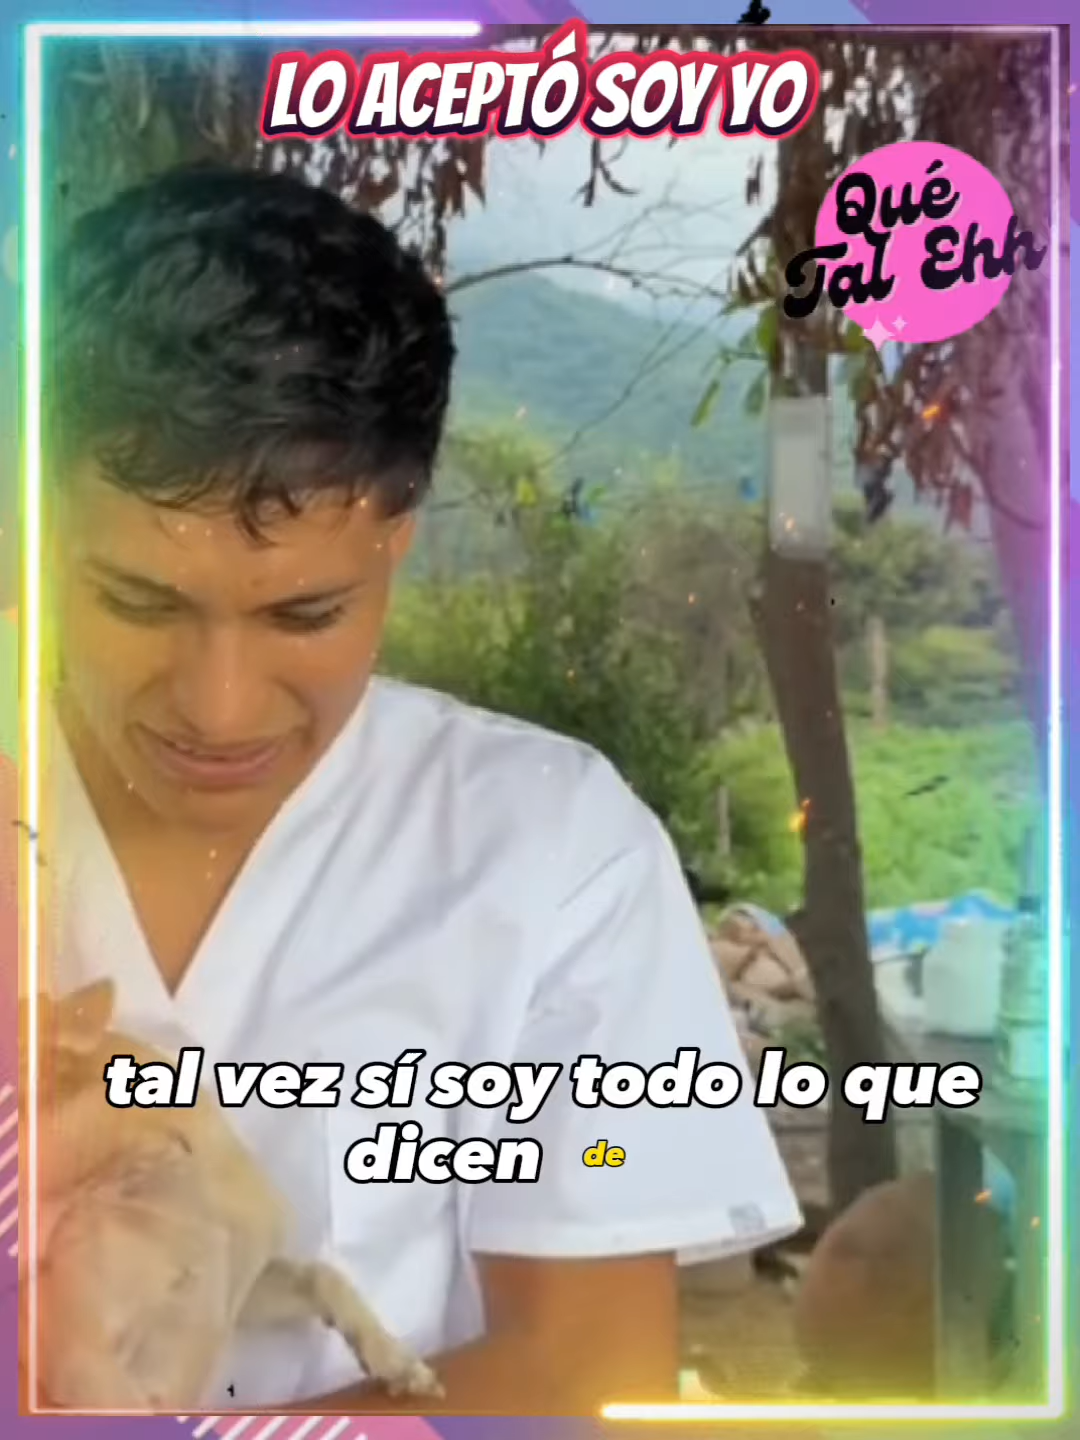 LO ACEPTÓ SOY YO
Qué
Tal Ehh
tal vez sí soy todo lo que
dicen de